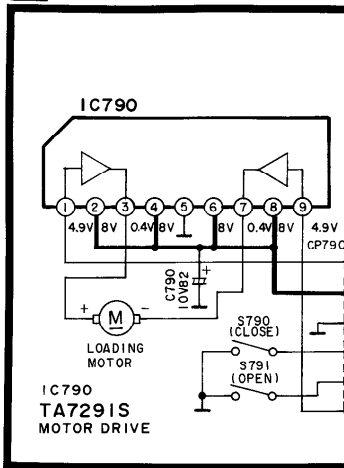 IC790
1 2 3 4 5 6 7 8 9
4.9V 8V 0.4V 8V 8V 0.4V 8V 4.9V
CP790
C790
10V82
+
+ M -
LOADING
MOTOR
S790
(CLOSE)
S791
(OPEN)
IC790
TA7291S
MOTOR DRIVE